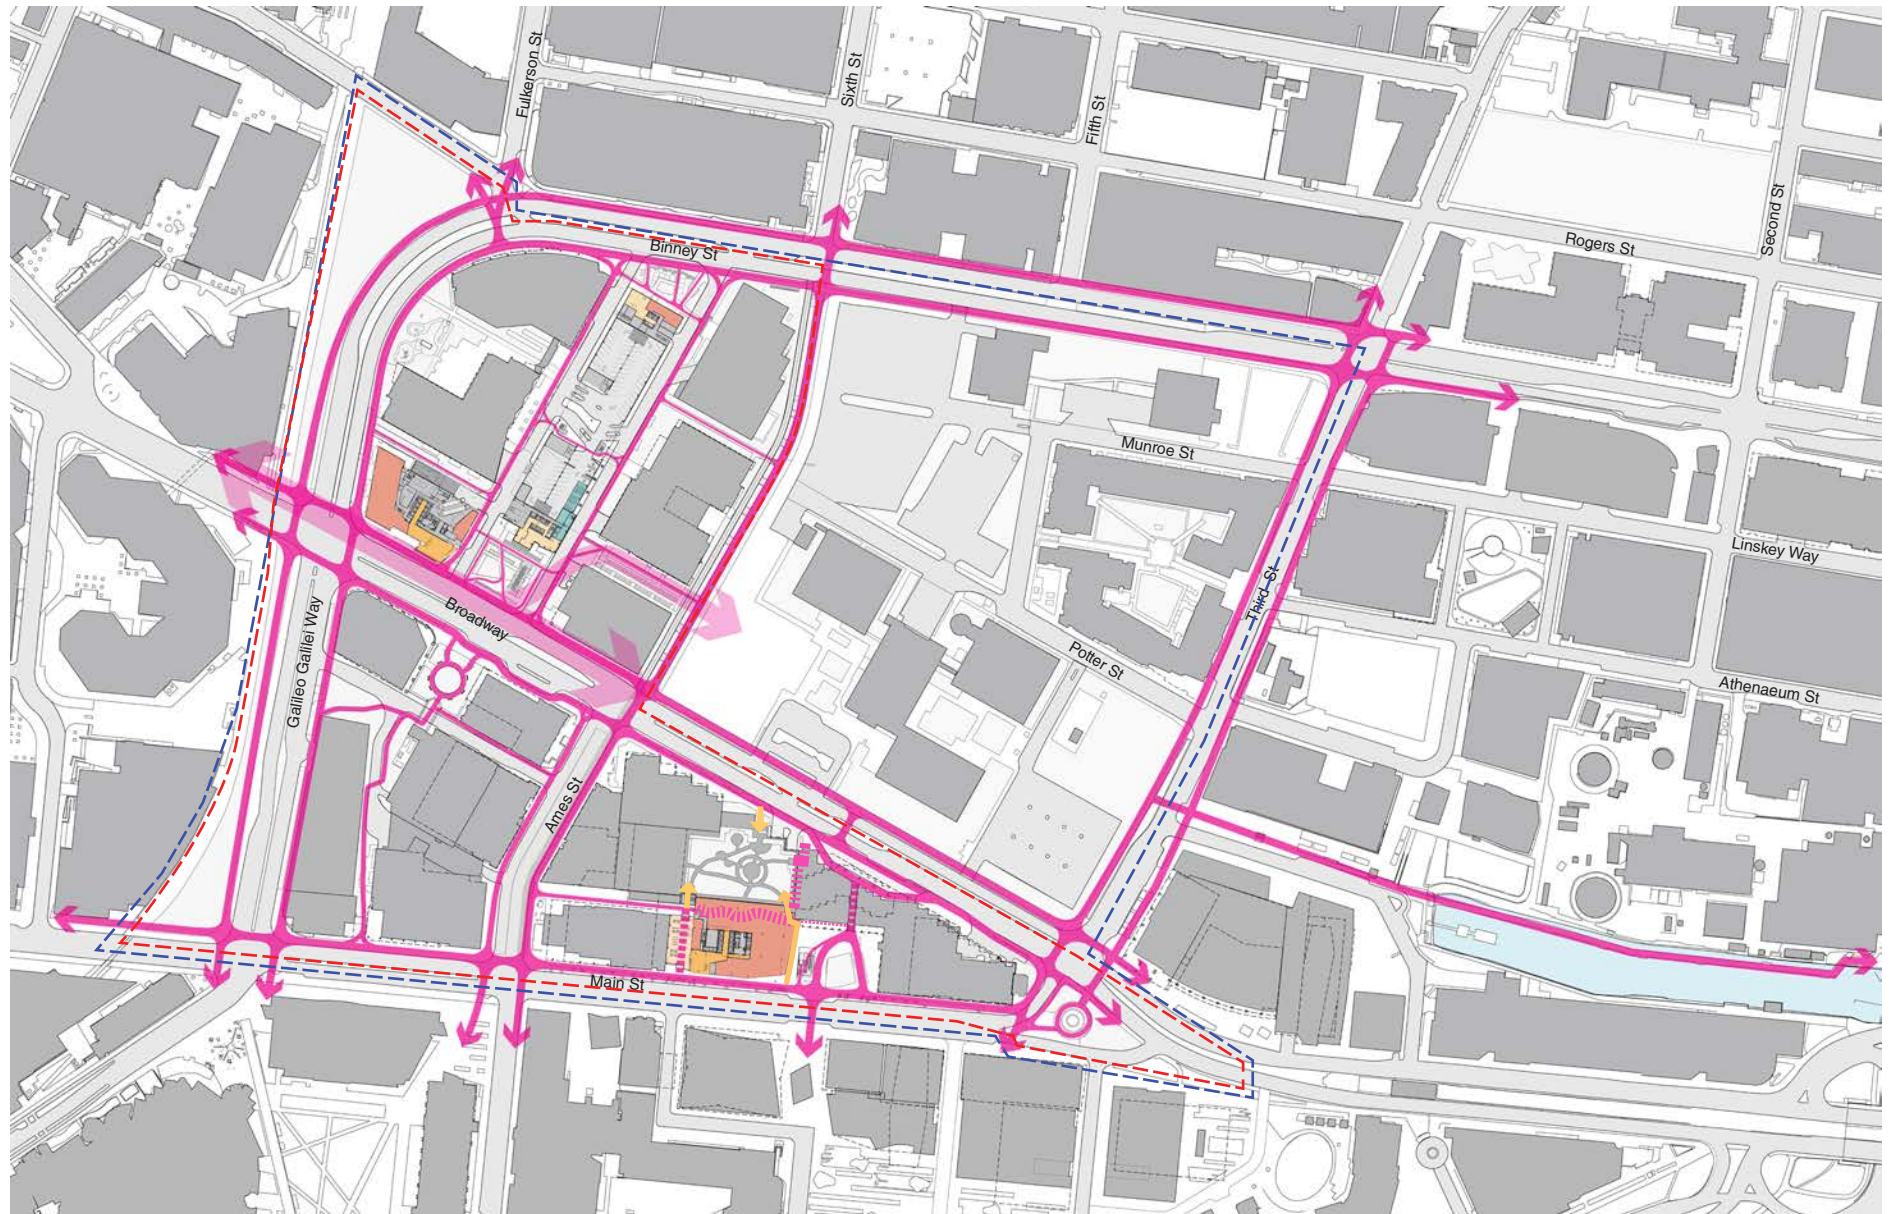 Fulkerson St
Sixth St
Fifth St
Second St
Rogers St
Binney St
Munroe St
Linskey Way
Third St
Broadway
Galileo Galilei Way
Potter St
Athenaeum St
Ames St
Main St